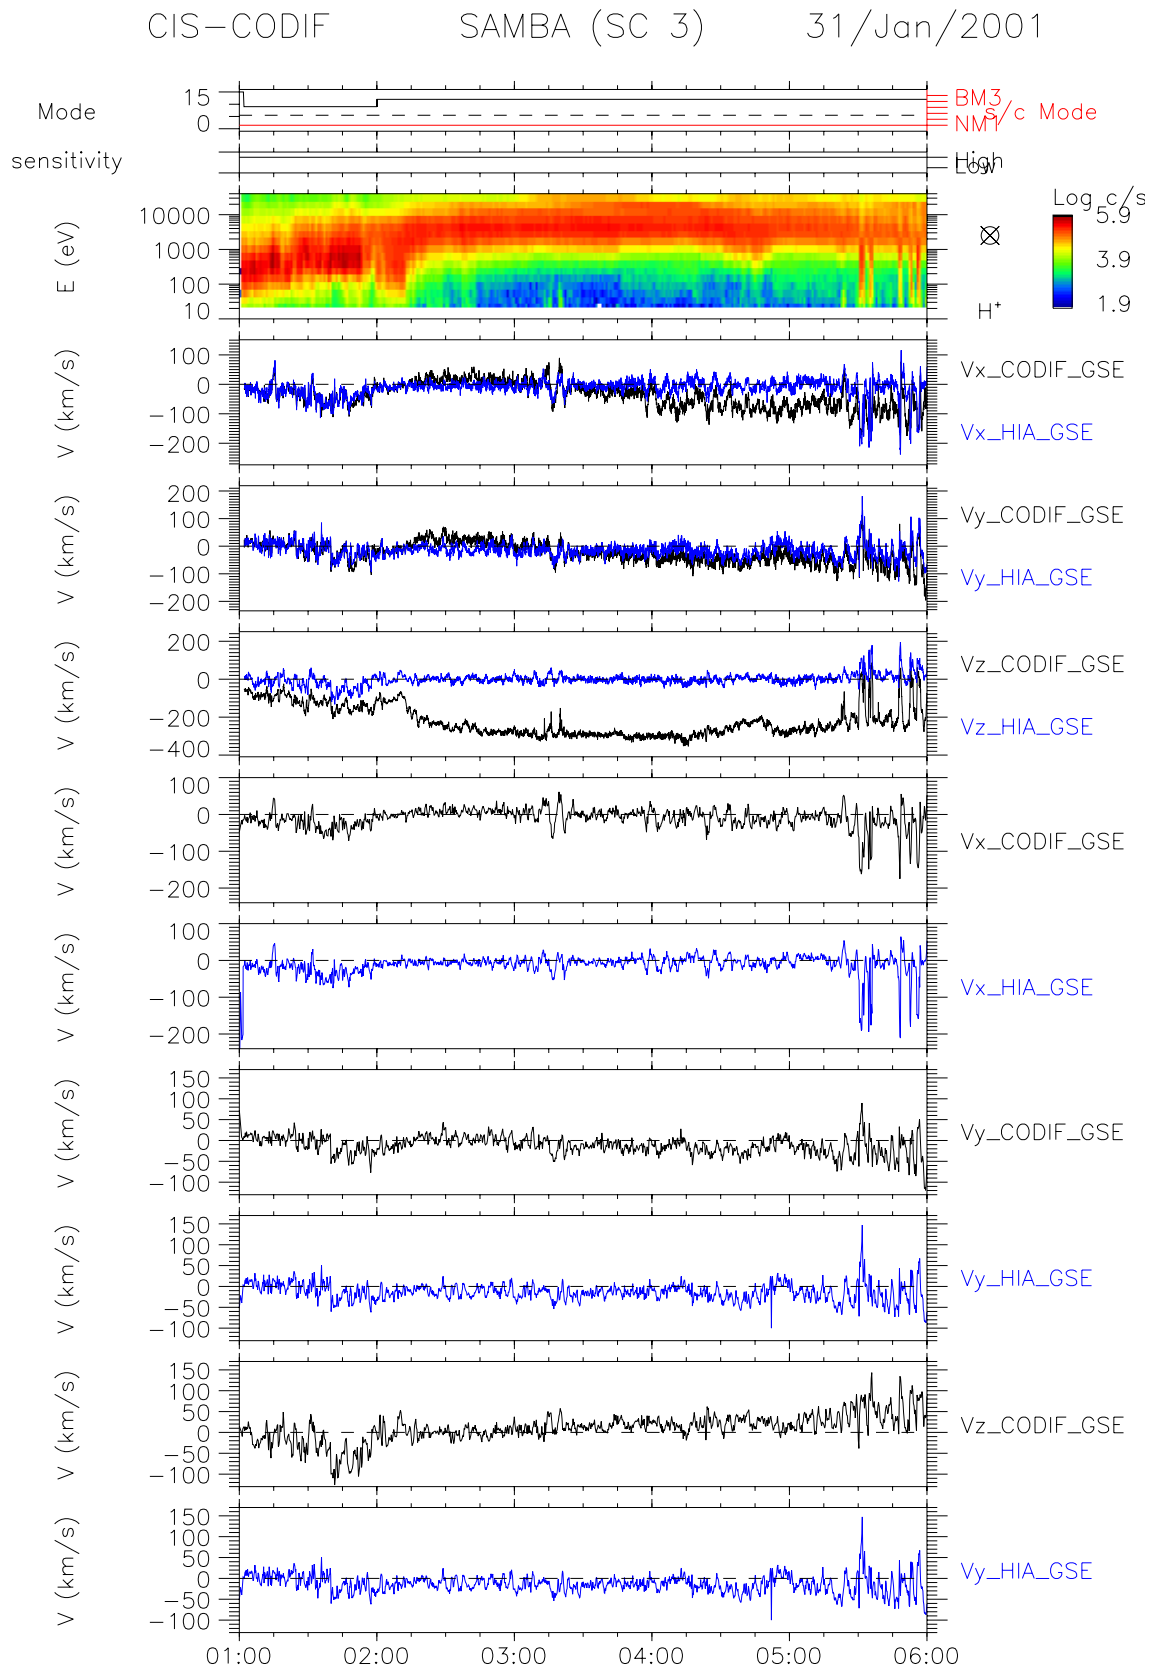 CIS−CODIF SAMBA (SC 3) 31/Jan/2001
Mode
15
0
BM3
NM1
s/c Mode
sensitivity
High
Low
E (eV)
10000
1000
100
10
Log c/s
5.9
3.9
1.9
H+
V (km/s)
100
0
−100
−200
Vx_CODIF_GSE
Vx_HIA_GSE
V (km/s)
200
100
0
−100
−200
Vy_CODIF_GSE
Vy_HIA_GSE
V (km/s)
200
0
−200
−400
Vz_CODIF_GSE
Vz_HIA_GSE
V (km/s)
100
0
−100
−200
Vx_CODIF_GSE
V (km/s)
100
0
−100
−200
Vx_HIA_GSE
V (km/s)
150
100
50
0
−50
−100
Vy_CODIF_GSE
V (km/s)
150
100
50
0
−50
−100
Vy_HIA_GSE
V (km/s)
150
100
50
0
−50
−100
Vz_CODIF_GSE
V (km/s)
150
100
50
0
−50
−100
Vy_HIA_GSE
01:00 02:00 03:00 04:00 05:00 06:00